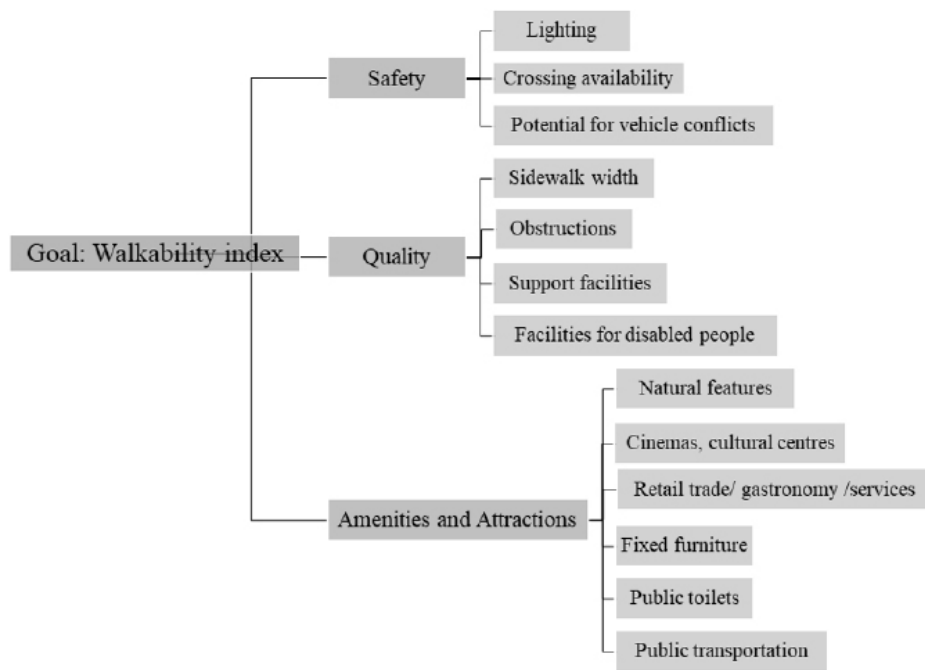 Lighting
Safety
Crossing availability
Potential for vehicle conflicts
Sidewalk width
Obstructions
Goal: Walkability index
Quality
Support facilities
Facilities for disabled people
Natural features
Cinemas, cultural centres
Retail trade/ gastronomy /services
Amenities and Attractions
Fixed furniture
Public toilets
Public transportation